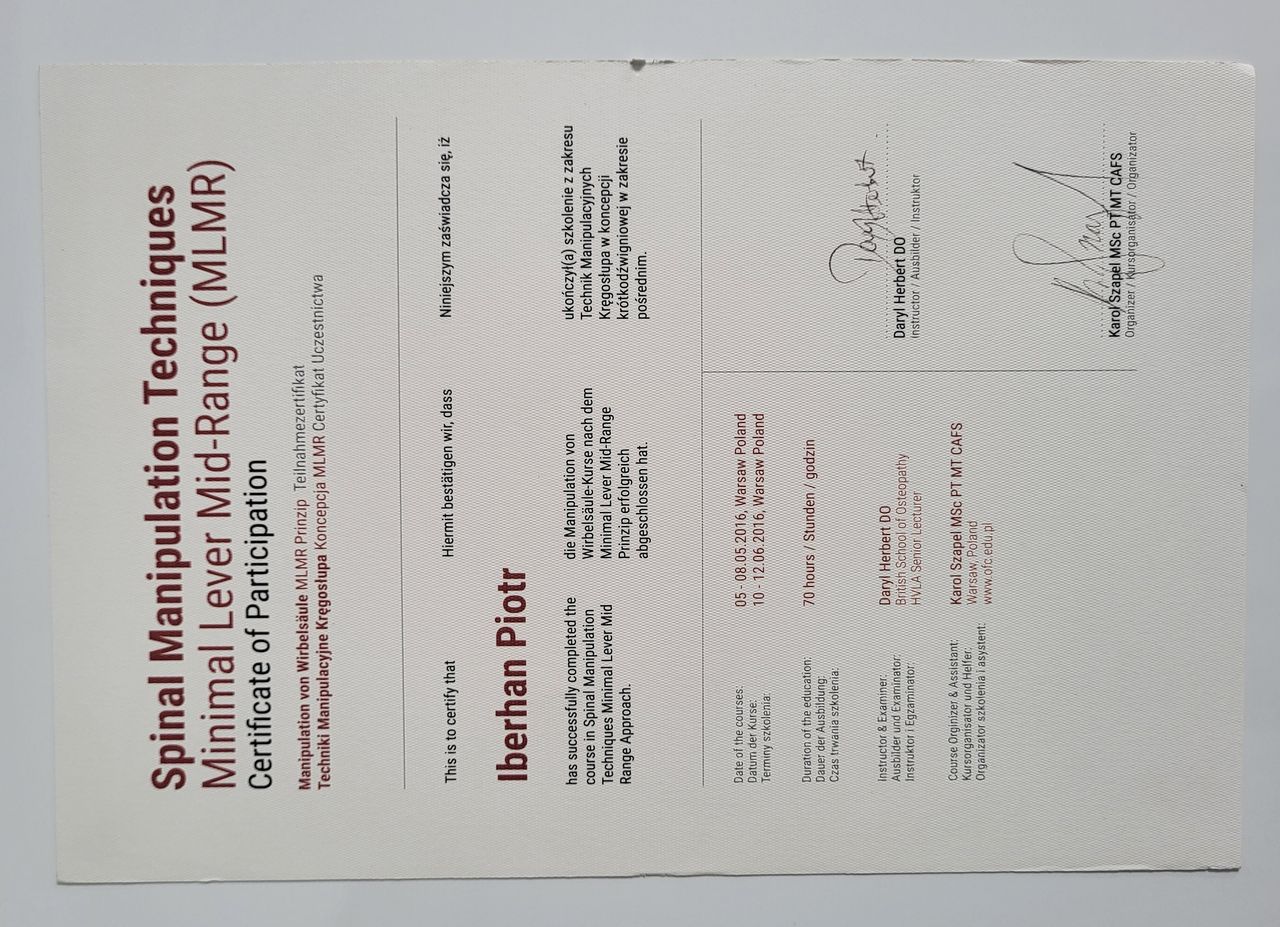 Spinal Manipulation Techniques
Minimal Lever Mid-Range (MLMR)
Certificate of Participation
Manipulation von Wirbelsäule MLMR Prinzip Teilnahmezertifikat
Techniki Manipulacyjne Kręgosłupa Koncepcja MLMR Certyfikat Uczestnictwa
This is to certify that
Hiermit bestätigen wir, dass
Niniejszym zaświadcza się, iż
Iberhan Piotr
has successfully completed the
course in Spinal Manipulation
Techniques Minimal Lever Mid
Range Approach.
die Manipulation von
Wirbelsäule-Kurse nach dem
Minimal Lever Mid-Range
Prinzip erfolgreich
abgeschlossen hat.
ukończył(a) szkolenie z zakresu
Technik Manipulacyjnych
Kręgosłupa w koncepcji
krótkodźwigniowej w zakresie
pośrednim.
Date of the courses:
Datum der Kurse:
Terminy szkolenia:
05 - 08.05.2016, Warsaw Poland
10 - 12.06.2016, Warsaw Poland
Duration of the education:
Dauer der Ausbildung:
Czas trwania szkolenia:
70 hours / Stunden / godzin
Instructor & Examiner:
Ausbilder und Examinator:
Instruktor i Egzaminator:
Daryl Herbert DO
British School of Osteopathy
HVLA Senior Lecturer
Course Orginizer & Assistant:
Kursorganisator und Helfer:
Organizator szkolenia i asystent:
Karol Szapel MSc PT MT CAFS
Warsaw, Poland
www.ofc.edu.pl
Daryl Herbert DO
Instructor / Ausbilder / Instruktor
Karol Szapel MSc PT MT CAFS
Organizer / Kursorganisator / Organizator